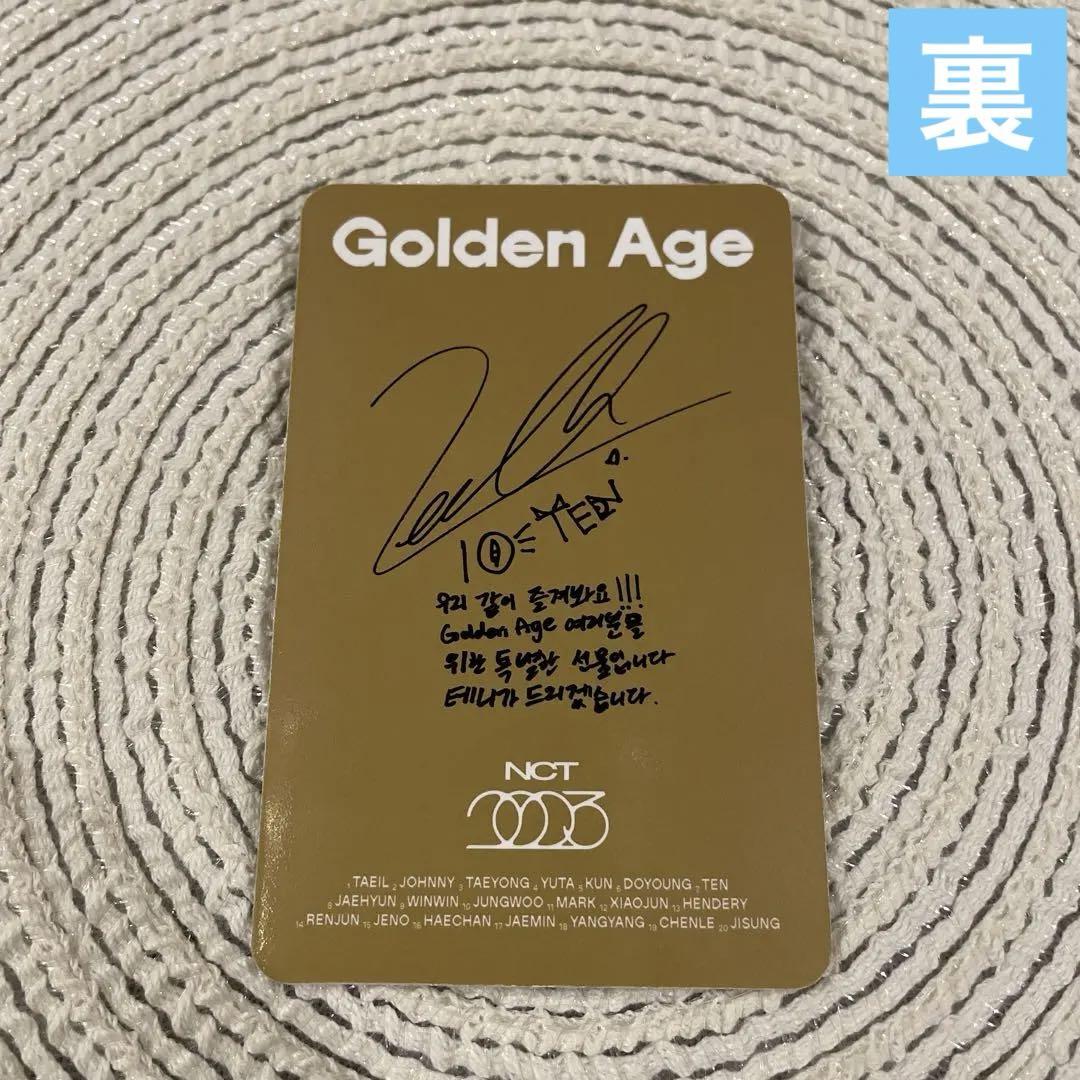 裏
Golden Age
10 TEN
우리 같이 즐겨봐요!!!
Golden Age 여러분을
위한 특별한 선물입니다
테니가 드리겠습니다.
NCT
2023
1 TAEIL 2 JOHNNY 3 TAEYONG 4 YUTA 5 KUN 6 DOYOUNG 7 TEN
8 JAEHYUN 9 WINWIN 10 JUNGWOO 11 MARK 12 XIAOJUN 13 HENDERY
14 RENJUN 15 JENO 16 HAECHAN 17 JAEMIN 18 YANGYANG 19 CHENLE 20 JISUNG